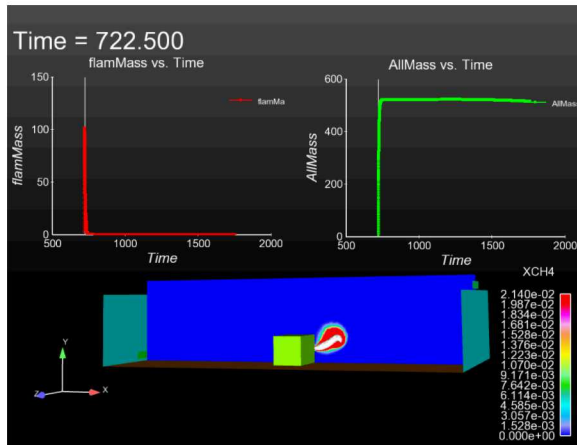 Time = 722.500
flamMass vs. Time
150
100
50
0
flamMass
500
1000
1500
2000
Time
flamMa
AllMass vs. Time
600
400
200
0
AllMass
500
1000
1500
2000
Time
AllMass
XCH4
2.140e-02
1.987e-02
1.834e-02
1.681e-02
1.529e-02
1.376e-02
1.223e-02
1.070e-02
9.171e-03
7.642e-03
6.114e-03
4.585e-03
3.057e-03
1.528e-03
0.000e+00
Y
Z
X